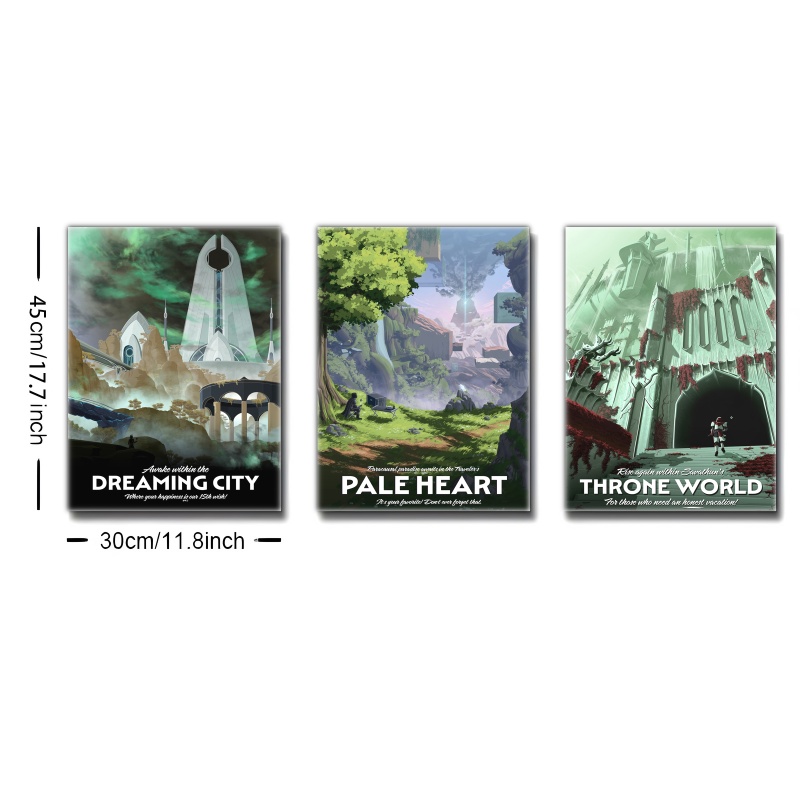 45cm/17.7inch
Awake within the
DREAMING CITY
Where your happiness is our 15th wish!
Paracausal paradise awaits in the Traveler's
PALE HEART
It's your favorite! Don't ever forget that.
Rise again within Savathun's
THRONE WORLD
For those who need an honest vacation!
30cm/11.8inch